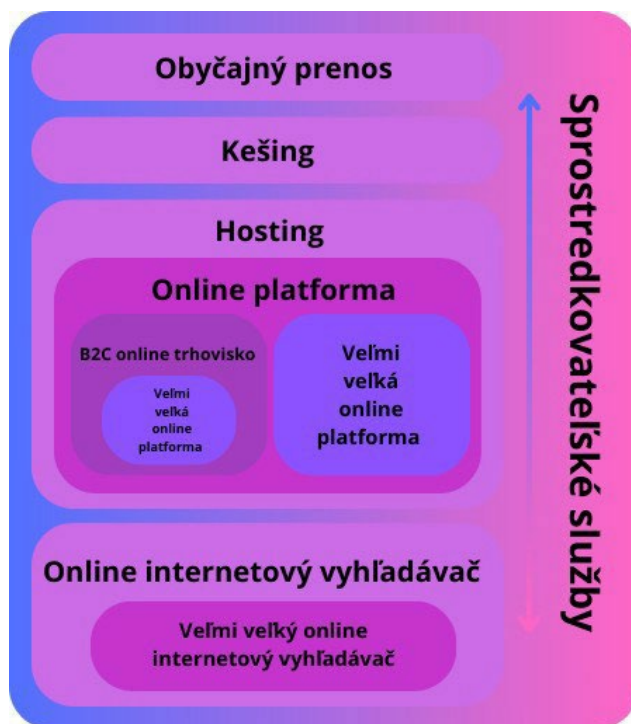 Obyčajný prenos
Kešing
Hosting
Online platforma
B2C online trhovisko
Veľmi
veľká
online
platforma
Veľmi
veľká
online
platforma
Online internetový vyhľadávač
Veľmi veľký online
internetový vyhľadávač
Sprostredkovateľské služby